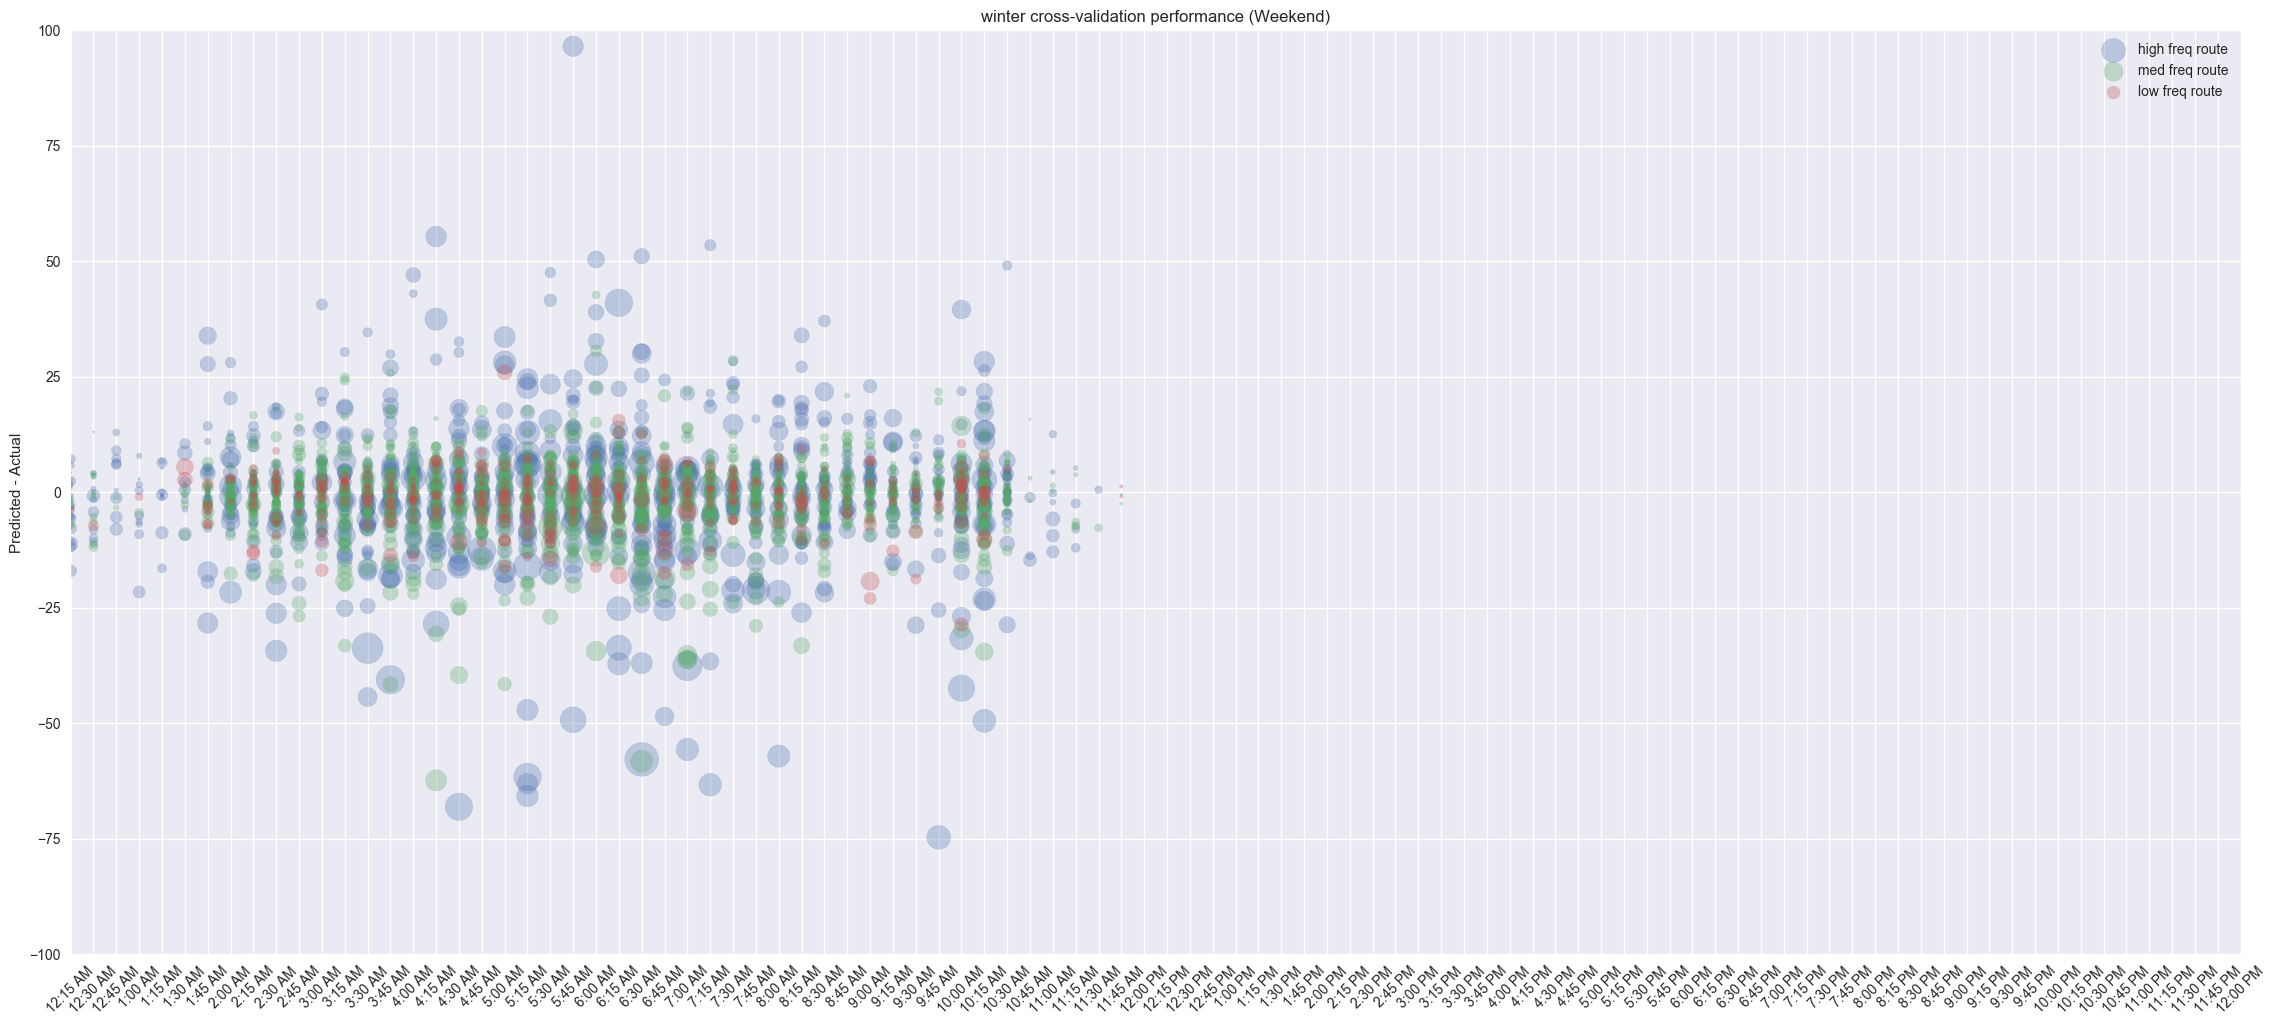 winter cross-validation performance (Weekend)
high freq route
med freq route
low freq route
Predicted - Actual
100
75
50
25
0
−25
−50
−75
−100
12:15 AM
12:30 AM
12:45 AM
1:00 AM
1:15 AM
1:30 AM
1:45 AM
2:00 AM
2:15 AM
2:30 AM
2:45 AM
3:00 AM
3:15 AM
3:30 AM
3:45 AM
4:00 AM
4:15 AM
4:30 AM
4:45 AM
5:00 AM
5:15 AM
5:30 AM
5:45 AM
6:00 AM
6:15 AM
6:30 AM
6:45 AM
7:00 AM
7:15 AM
7:30 AM
7:45 AM
8:00 AM
8:15 AM
8:30 AM
8:45 AM
9:00 AM
9:15 AM
9:30 AM
9:45 AM
10:00 AM
10:15 AM
10:30 AM
10:45 AM
11:00 AM
11:15 AM
11:30 AM
11:45 AM
12:00 PM
12:15 PM
12:30 PM
12:45 PM
1:00 PM
1:15 PM
1:30 PM
1:45 PM
2:00 PM
2:15 PM
2:30 PM
2:45 PM
3:00 PM
3:15 PM
3:30 PM
3:45 PM
4:00 PM
4:15 PM
4:30 PM
4:45 PM
5:00 PM
5:15 PM
5:30 PM
5:45 PM
6:00 PM
6:15 PM
6:30 PM
6:45 PM
7:00 PM
7:15 PM
7:30 PM
7:45 PM
8:00 PM
8:15 PM
8:30 PM
8:45 PM
9:00 PM
9:15 PM
9:30 PM
9:45 PM
10:00 PM
10:15 PM
10:30 PM
10:45 PM
11:00 PM
11:15 PM
11:30 PM
11:45 PM
12:00 PM